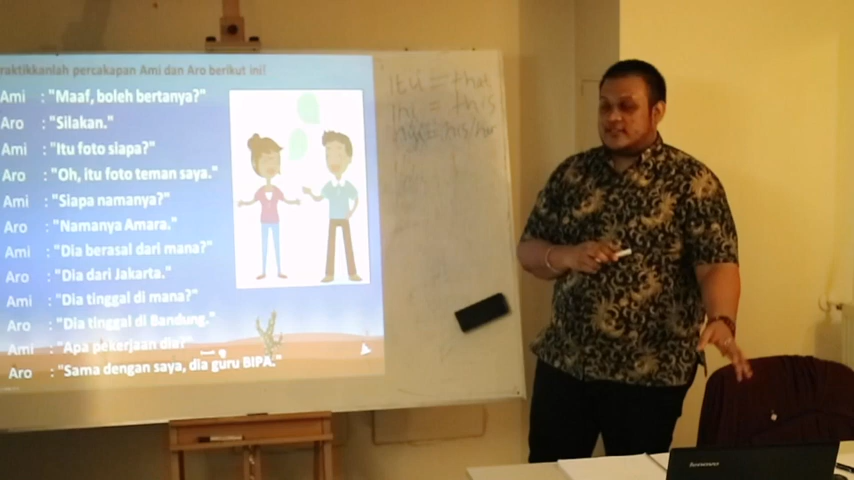 raktikkanlah percakapan Ami dan Aro berikut ini!
Ami : "Maaf, boleh bertanya?"
Aro : "Silakan."
Ami : "Itu foto siapa?"
Aro : "Oh, itu foto teman saya."
Ami : "Siapa namanya?"
Aro : "Namanya Amara."
Ami : "Dia berasal dari mana?"
Aro : "Dia dari Jakarta."
Ami : "Dia tinggal di mana?"
Aro : "Dia tinggal di Bandung."
Ami : "Apa pekerjaan dia?"
Aro : "Sama dengan saya, dia guru BIPA."
itu = that
ini = this
his/her
lenovo